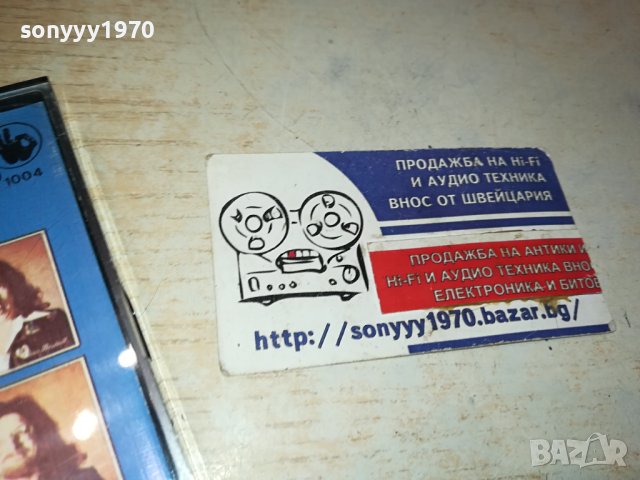 sonyyy1970
1004
ПРОДАЖБА НА Hi-Fi
И АУДИО ТЕХНИКА
ВНОС ОТ ШВЕЙЦАРИЯ
ПРОДАЖБА НА АНТИКИ И
Hi-Fi И АУДИО ТЕХНИКА ВНО
ЕЛЕКТРОНИКА И БИТОВ
http://sonyyy1970.bazar.bg/
BAZAR.bg